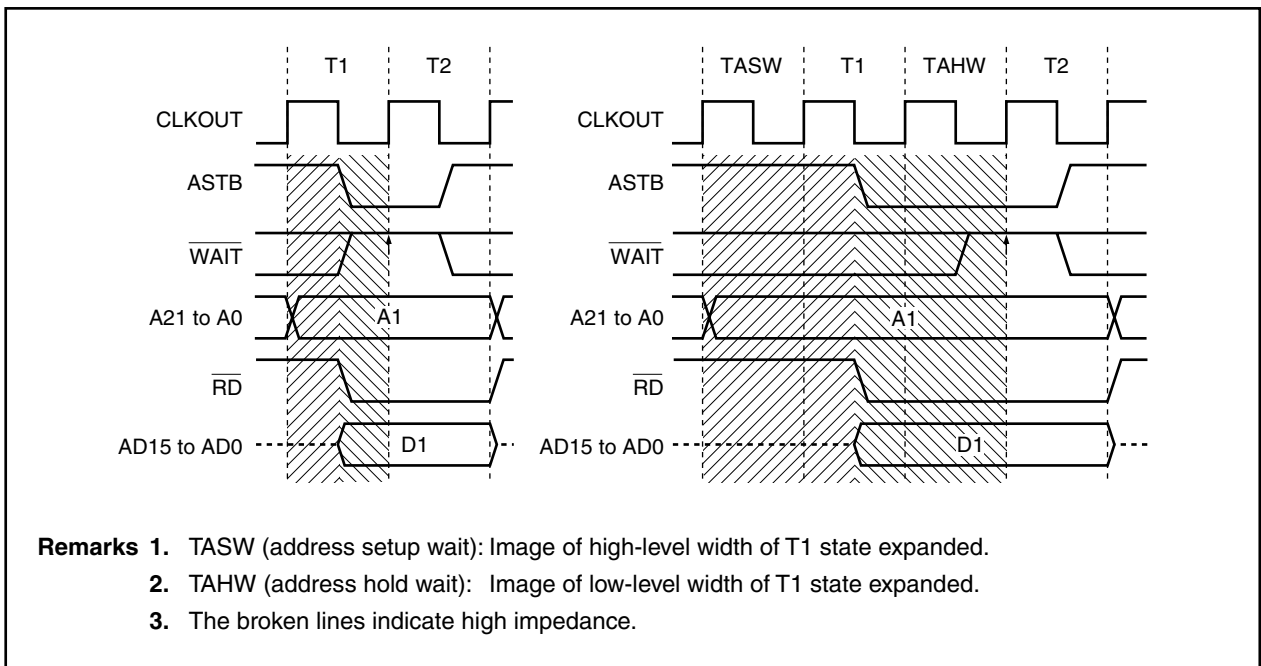 T1 T2
CLKOUT
ASTB
WAIT
A21 to A0 A1
RD
AD15 to AD0 D1
TASW T1 TAHW T2
CLKOUT
ASTB
WAIT
A21 to A0 A1
RD
AD15 to AD0 D1
Remarks 1. TASW (address setup wait): Image of high-level width of T1 state expanded.
2. TAHW (address hold wait): Image of low-level width of T1 state expanded.
3. The broken lines indicate high impedance.